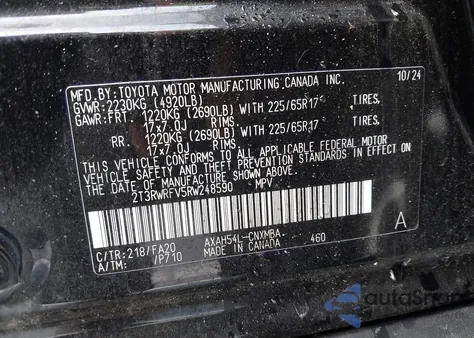 MFD.BY:TOYOTA MOTOR MANUFACTURING CANADA INC. 10/24
GVWR:2230KG (4920LB)
GAWR:FRT. 1220KG (2690LB) WITH 225/65R17 TIRES,
17x7.0J RIMS,
RR. 1220KG (2690LB) WITH 225/65R17 TIRES,
17x7.0J RIMS,
THIS VEHICLE CONFORMS TO ALL APPLICABLE FEDERAL MOTOR
VEHICLE SAFETY AND THEFT PREVENTION STANDARDS IN EFFECT ON
THE DATE OF MANUFACTURE SHOWN ABOVE.
2T3RWRFV5RW248590 MPV
C/TR:218/FA20 AXAH54L-CNXMBA A
A/TM: /P710 MADE IN CANADA 460